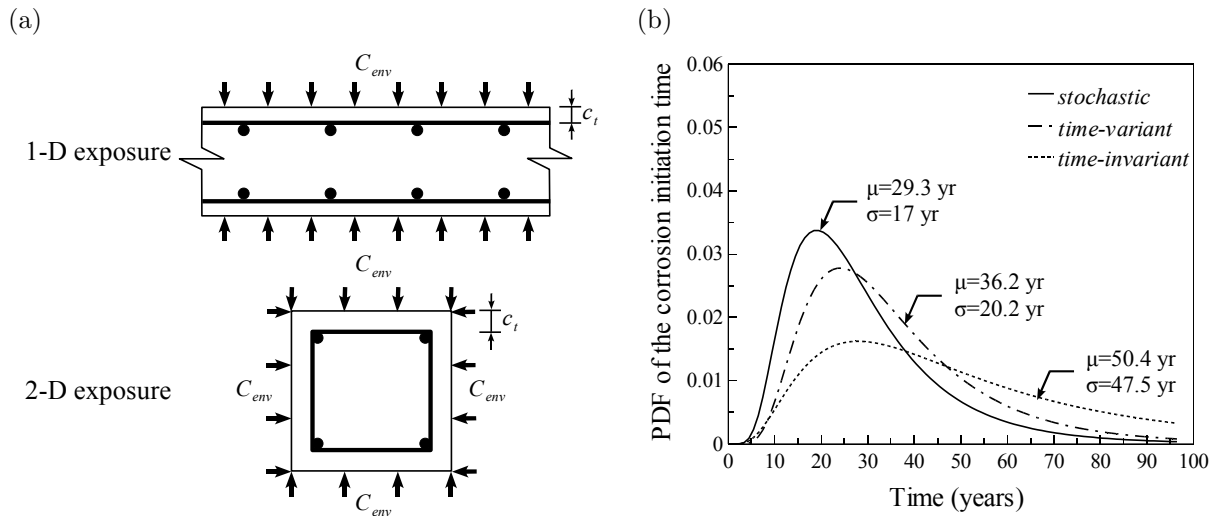 (a)
C_env
c_t
1-D exposure
C_env
c_t
C_env
C_env
2-D exposure
C_env
(b)
PDF of the corrosion initiation time
0.06
0.05
0.04
0.03
0.02
0.01
0
stochastic
time-variant
time-invariant
μ=29.3 yr
σ=17 yr
μ=36.2 yr
σ=20.2 yr
μ=50.4 yr
σ=47.5 yr
0 10 20 30 40 50 60 70 80 90 100
Time (years)